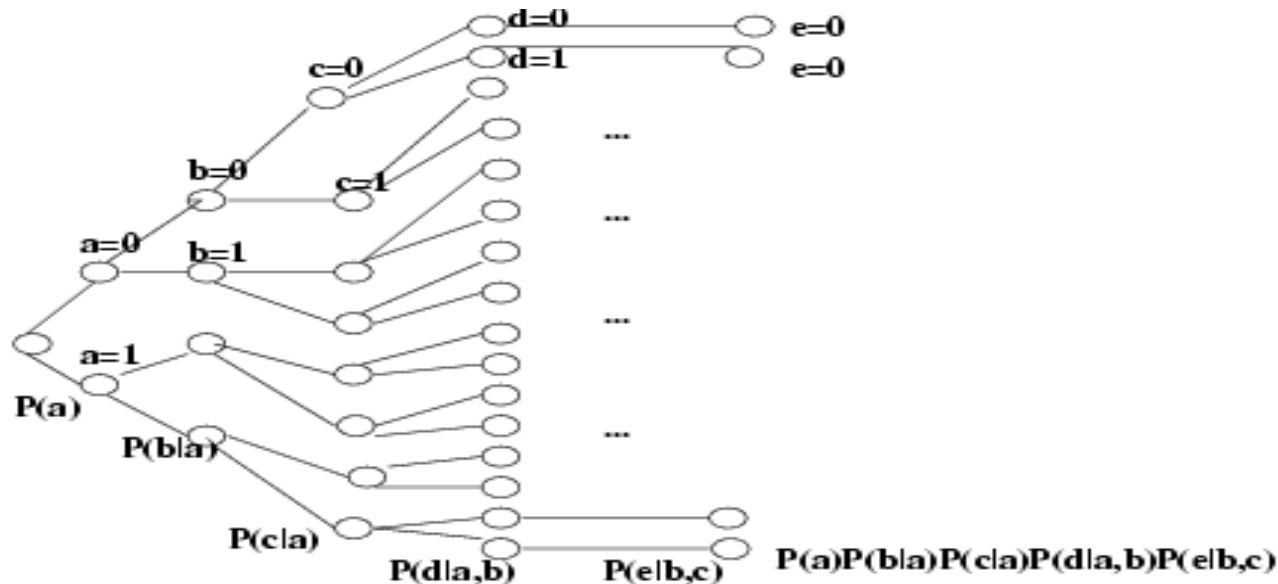 d=0
e=0
d=1
e=0
c=0
...
b=0
c=1
...
a=0
b=1
...
a=1
P(a)
...
P(b|a)
P(c|a)
P(d|a,b)
P(e|b,c)
P(a)P(b|a)P(c|a)P(d|a,b)P(e|b,c)